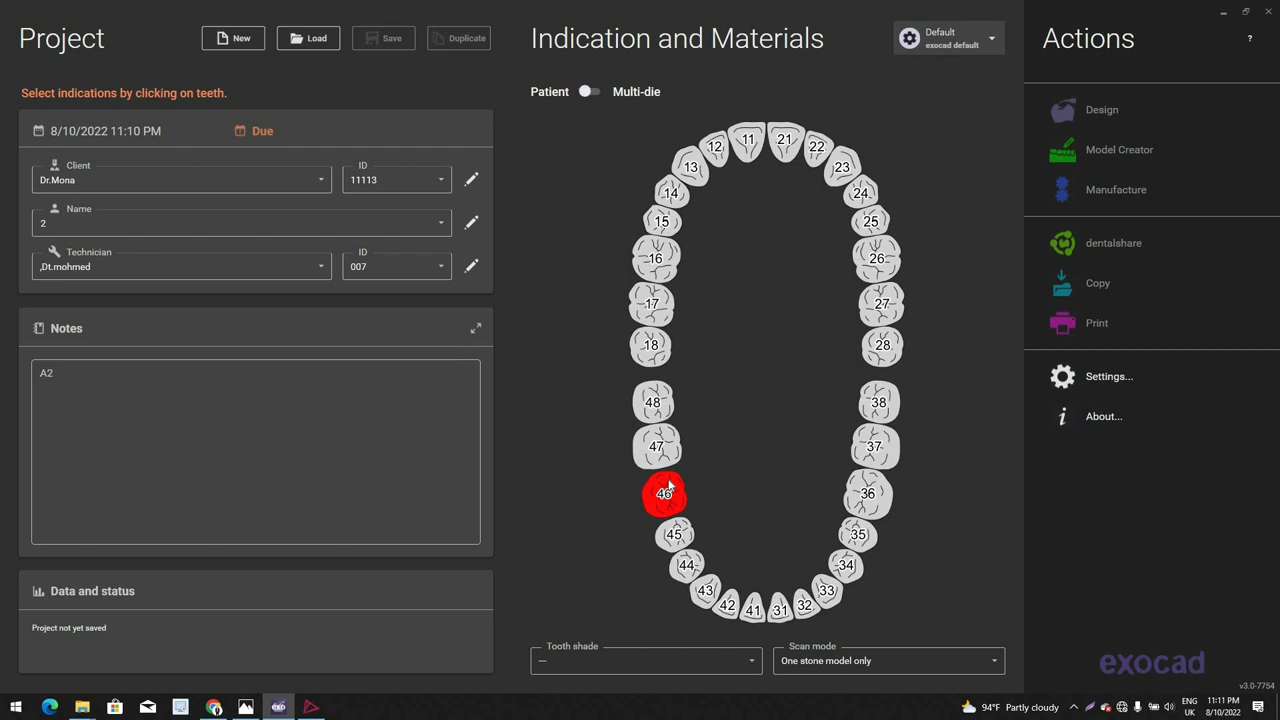 Project
New
Load
Save
Duplicate
Select indications by clicking on teeth.
8/10/2022 11:10 PM
Due
Client
Dr.Mona
ID
11113
Name
2
Technician
,Dt.mohmed
ID
007
Notes
A2
Data and status
Project not yet saved
Indication and Materials
Default
exocad default
Patient
Multi-die
11 21
12 22
13 23
14 24
15 25
16 26
17 27
18 28
48 38
47 37
46 36
45 35
44 34
43 33
42 32
41 31
Tooth shade
—
Scan mode
One stone model only
Actions
?
Design
Model Creator
Manufacture
dentalshare
Copy
Print
Settings...
About...
exocad
v3.0-7754
94°F Partly cloudy
ENG
UK
11:11 PM
8/10/2022